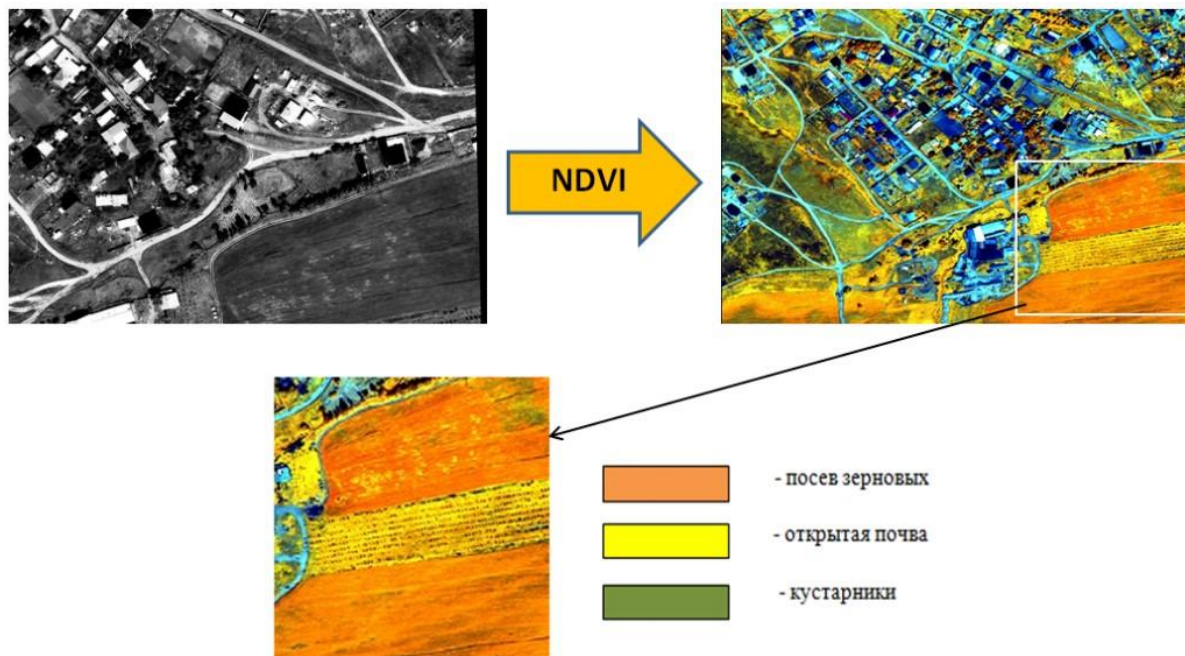 NDVI
- посев зерновых
- открытая почва
- кустарники